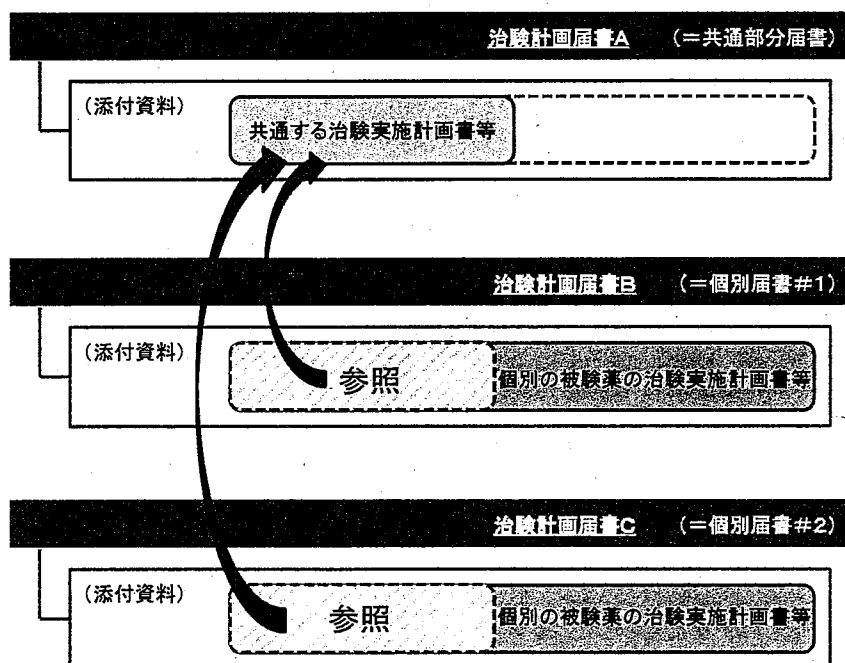 治験計画届書A （＝共通部分届書）
（添付資料）
共通する治験実施計画書等
治験計画届書B （＝個別届書＃1）
（添付資料）
参照
個別の被験薬の治験実施計画書等
治験計画届書C （＝個別届書＃2）
（添付資料）
参照
個別の被験薬の治験実施計画書等